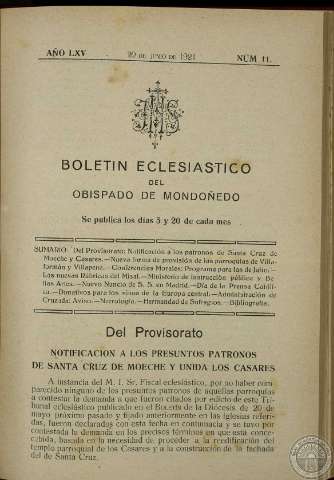 AÑO LXV 20 DE JUNIO DE 1921 NÚM 11.
JHS
BOLETIN ECLESIASTICO
DEL
OBISPADO DE MONDOÑEDO
Se publica los días 5 y 20 de cada mes
SUMARIO: Del Provisorato: Notificación a los patronos de Santa Cruz de
Moeche y Casares.—Nueva forma de provisión de las parroquias de Villa-
formán y Villapene.—Conferencias Morales: Programa para las de Julio.—
Las nuevas Rúbricas del Misal.—Ministerio de instrucción pública y Be-
llas Artes.—Nuevo Nuncio de S. S. en Madrid.—Día de la Prensa Católi-
ca.—Donativos para los niños de la Europa central.—Administración de
Cruzada: Aviso.—Necrología.—Hermandad de Sufragios.—Bibliografía.
Del Provisorato
NOTIFICACION A LOS PRESUNTOS PATRONOS
DE SANTA CRUZ DE MOECHE Y UNIDA LOS CASARES
A instancia del M. I. Sr. Fiscal eclesiástico, por no haber com-
parecido ninguno de los presuntos patronos de aquellas parroquias
a contestar la demanda a que fueron citados por edicto de este Tri-
bunal eclesiástico publicado en el BOLETÍN de la Diócesis de 20 de
mayo próximo pasado y fijado anteriormente en las iglesias referi-
das, fueron declarados con esta fecha en contumacia y se tuvo por
contestada la demanda en los precisos términos en que está conce-
bida, basada en la necesidad de proceder a la reedificación del
templo parroquial de los Casares y a la construcción de la fachada
del de Santa Cruz.